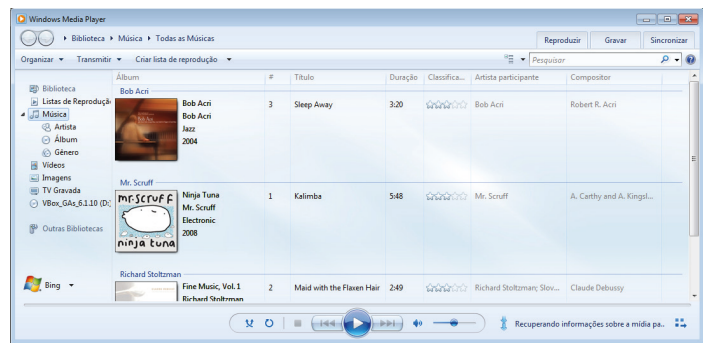 Windows Media Player
Biblioteca Música Todas as Músicas
Reproduzir Gravar Sincronizar
Organizar Transmitir Criar lista de reprodução Pesquisar
Álbum # Título Duração Classifica... Artista participante Compositor
Biblioteca
Listas de Reproduçã
Música
Artista
Álbum
Gênero
Vídeos
Imagens
TV Gravada
VBox_GAs_6.1.10 (D:)
Outras Bibliotecas
Bing
Bob Acri
Bob Acri 3 Sleep Away 3:20 Bob Acri Robert R. Acri
Bob Acri
Jazz
2004
Mr. Scruff
mr.scruff
ninja tuna
Ninja Tuna 1 Kalimba 5:48 Mr. Scruff A. Carthy and A. Kingsl...
Mr. Scruff
Electronic
2008
Richard Stoltzman
Fine Music, Vol. 1 2 Maid with the Flaxen Hair 2:49 Richard Stoltzman; Slov... Claude Debussy
Richard Stoltzman
Recuperando informações sobre a mídia pa..